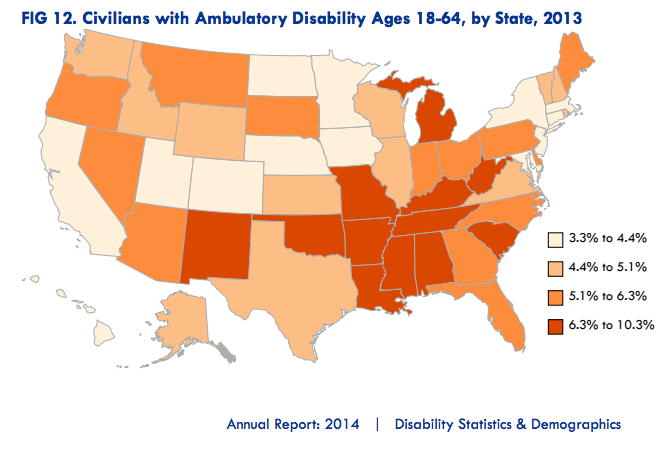 FIG 12. Civilians with Ambulatory Disability Ages 18-64, by State, 2013
3.3% to 4.4%
4.4% to 5.1%
5.1% to 6.3%
6.3% to 10.3%
Annual Report: 2014 | Disability Statistics & Demographics